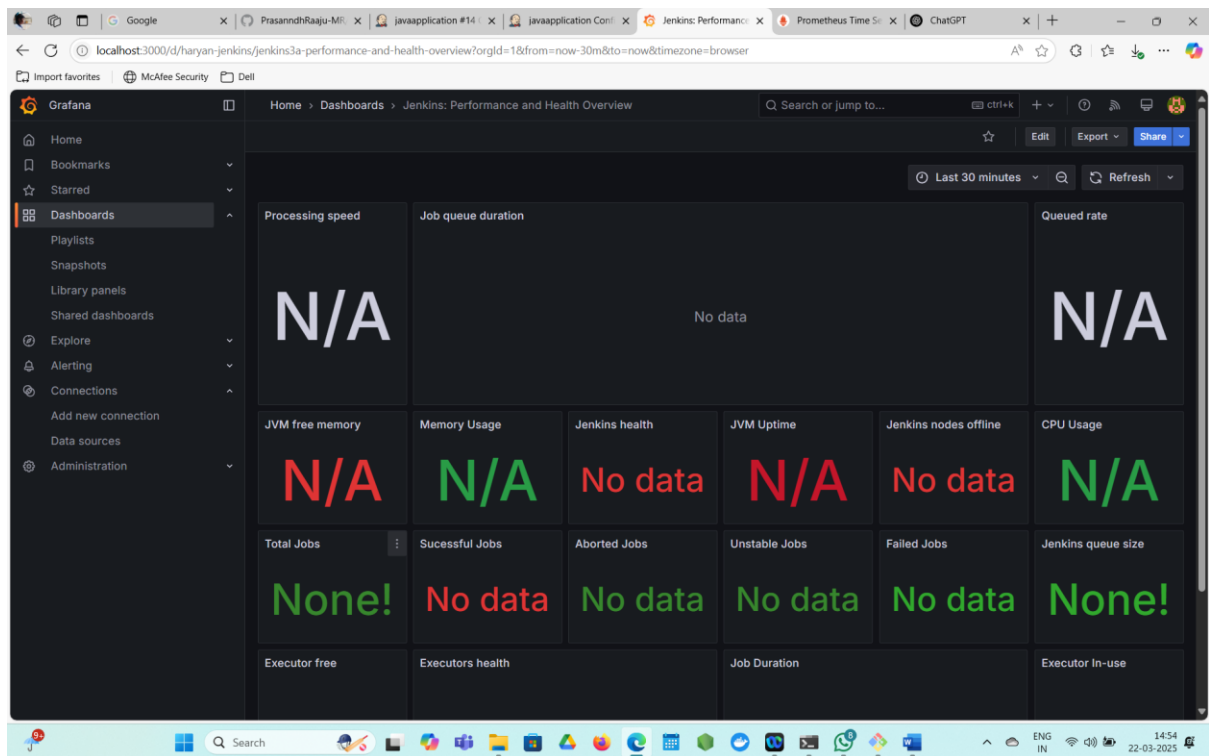 Google
PrasanndhRaaju-MR
javaapplication #14
javaapplication Conf
Jenkins: Performance
Prometheus Time Se
ChatGPT
localhost:3000/d/haryan-jenkins/jenkins3a-performance-and-health-overview?orgId=1&from=now-30m&to=now&timezone=browser
Import favorites
McAfee Security
Dell
Grafana
Home › Dashboards › Jenkins: Performance and Health Overview
Search or jump to...
ctrl+k
Home
Bookmarks
Starred
Dashboards
Playlists
Snapshots
Library panels
Shared dashboards
Explore
Alerting
Connections
Add new connection
Data sources
Administration
Edit
Export
Share
Last 30 minutes
Refresh
Processing speed
N/A
Job queue duration
No data
Queued rate
N/A
JVM free memory
N/A
Memory Usage
N/A
Jenkins health
No data
JVM Uptime
N/A
Jenkins nodes offline
No data
CPU Usage
N/A
Total Jobs
None!
Sucessful Jobs
No data
Aborted Jobs
No data
Unstable Jobs
No data
Failed Jobs
No data
Jenkins queue size
None!
Executor free
Executors health
Job Duration
Executor In-use
9+
Search
ENG
IN
14:54
22-03-2025